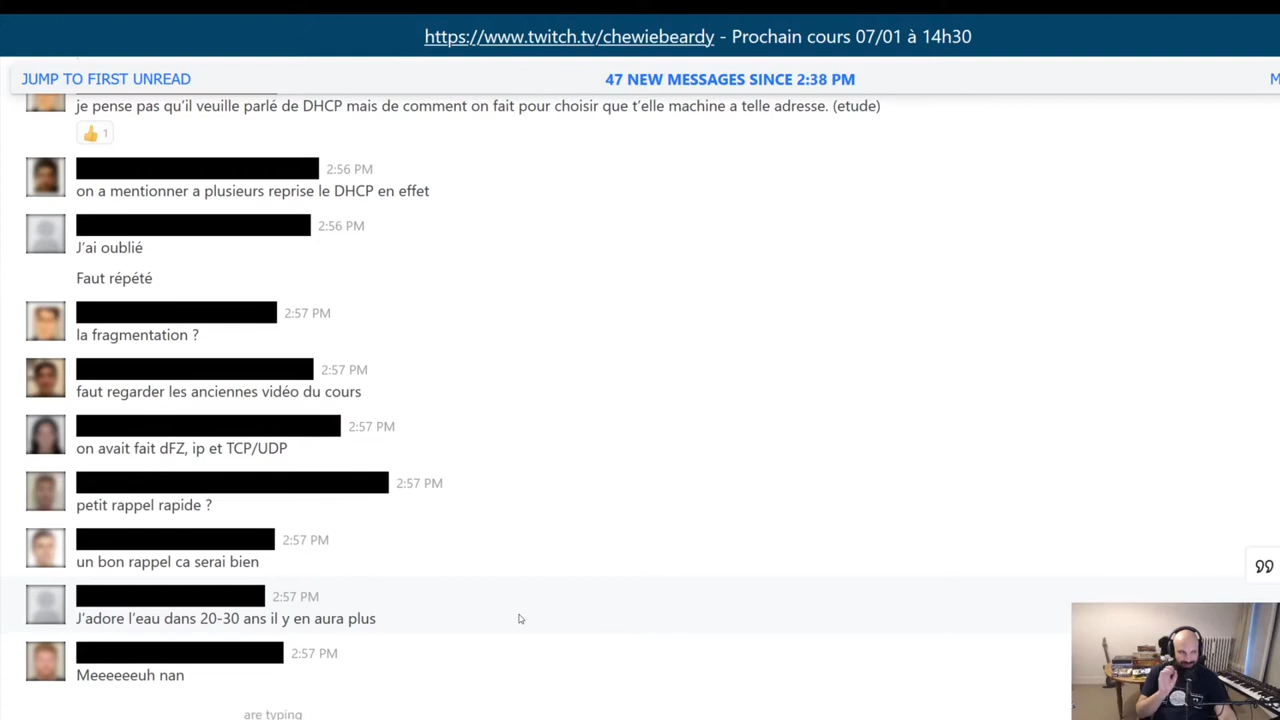 https://www.twitch.tv/chewiebeardy - Prochain cours 07/01 à 14h30
JUMP TO FIRST UNREAD
47 NEW MESSAGES SINCE 2:38 PM
M
je pense pas qu'il veuille parlé de DHCP mais de comment on fait pour choisir que t'elle machine a telle adresse. (etude)
1
2:56 PM
on a mentionner a plusieurs reprise le DHCP en effet
2:56 PM
J'ai oublié
Faut répété
2:57 PM
la fragmentation ?
2:57 PM
faut regarder les anciennes vidéo du cours
2:57 PM
on avait fait dFZ, ip et TCP/UDP
2:57 PM
petit rappel rapide ?
2:57 PM
un bon rappel ca serai bien
2:57 PM
J'adore l'eau dans 20-30 ans il y en aura plus
2:57 PM
Meeeeeeuh nan
are typing